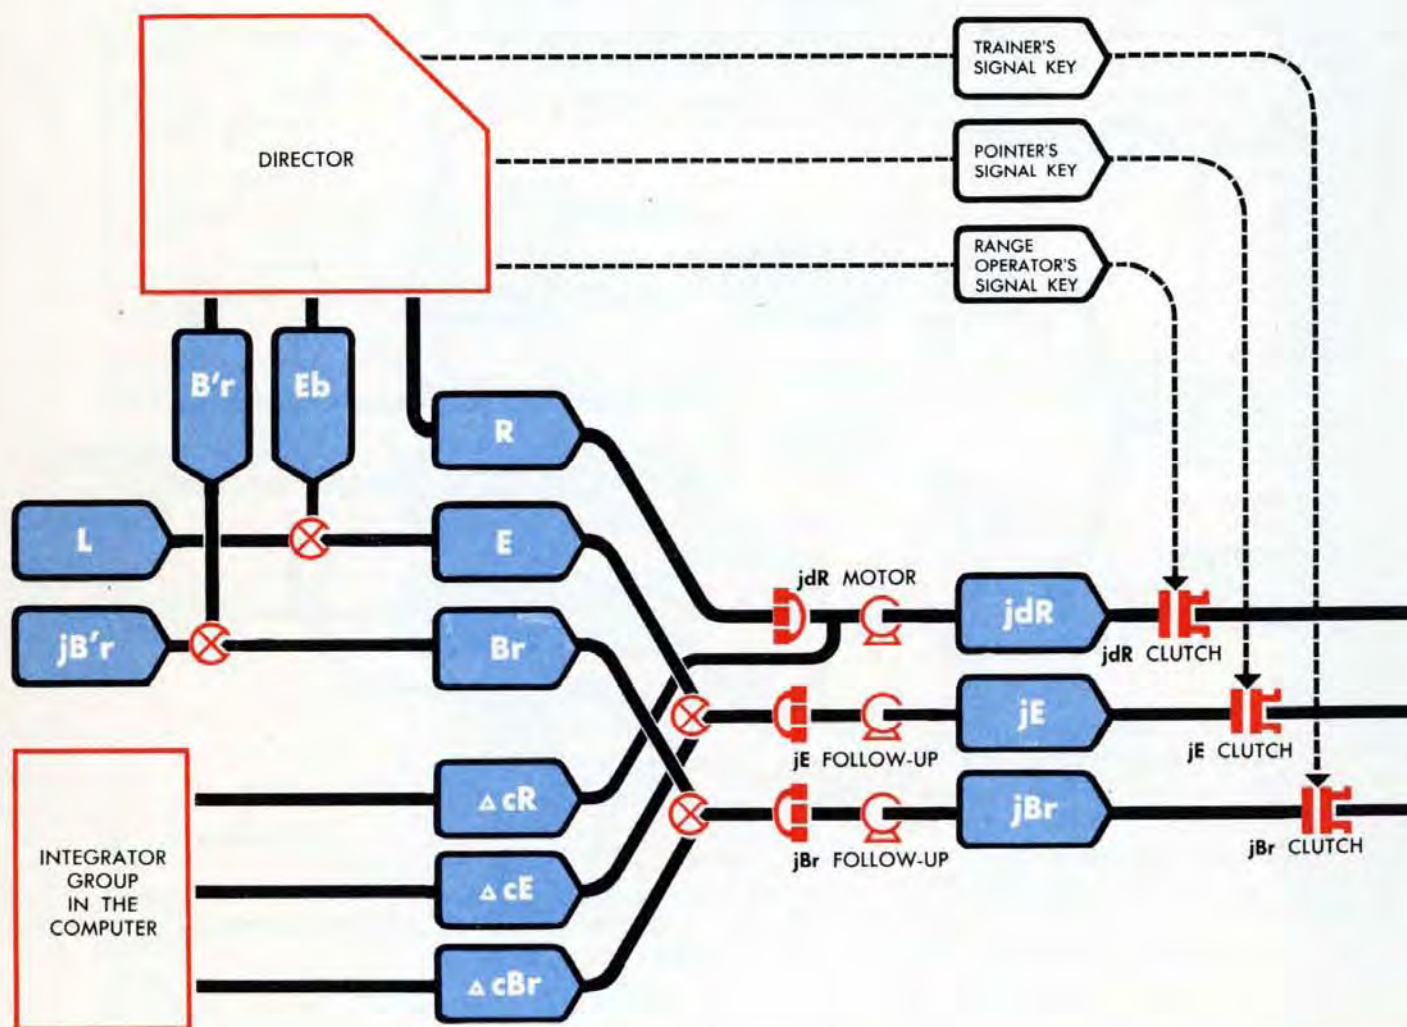 DIRECTOR
TRAINER'S
SIGNAL KEY
POINTER'S
SIGNAL KEY
RANGE
OPERATOR'S
SIGNAL KEY
B'r
Eb
R
L
E
jB'r
Br
jdR MOTOR
jdR
jdR CLUTCH
jE
jE FOLLOW-UP
jE CLUTCH
jBr
jBr FOLLOW-UP
jBr CLUTCH
INTEGRATOR
GROUP
IN THE
COMPUTER
Δ cR
Δ cE
Δ cBr